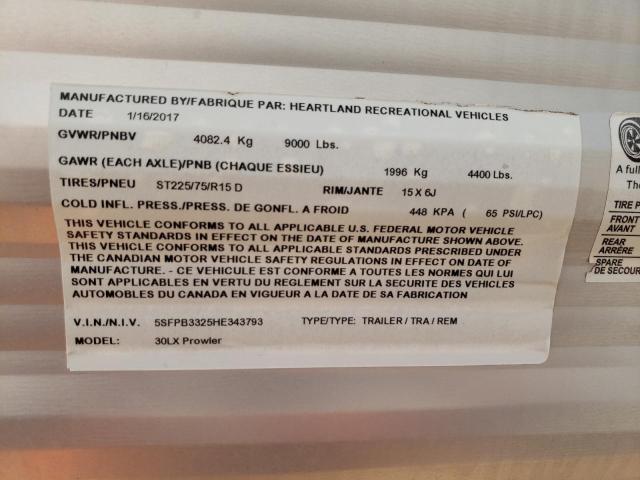 MANUFACTURED BY/FABRIQUE PAR: HEARTLAND RECREATIONAL VEHICLES
DATE 1/16/2017
GVWR/PNBV 4082.4 Kg 9000 Lbs.
GAWR (EACH AXLE)/PNB (CHAQUE ESSIEU) 1996 Kg 4400 Lbs.
TIRES/PNEU ST225/75/R15 D RIM/JANTE 15 X 6J
COLD INFL. PRESS./PRESS. DE GONFL. A FROID 448 KPA ( 65 PSI/LPC)
THIS VEHICLE CONFORMS TO ALL APPLICABLE U.S. FEDERAL MOTOR VEHICLE
SAFETY STANDARDS IN EFFECT ON THE DATE OF MANUFACTURE SHOWN ABOVE.
THIS VEHICLE CONFORMS TO ALL APPLICABLE STANDARDS PRESCRIBED UNDER
THE CANADIAN MOTOR VEHICLE SAFETY REGULATIONS IN EFFECT ON DATE OF
MANUFACTURE. - CE VEHICULE EST CONFORME A TOUTES LES NORMES QUI LUI
SONT APPLICABLES EN VERTU DU REGLEMENT SUR LA SECURITE DES VEHICLES
AUTOMOBILES DU CANADA EN VIGUEUR A LA DATE DE SA FABRICATION
V.I.N./N.I.V. 5SFPB3325HE343793 TYPE/TYPE: TRAILER / TRA / REM
MODEL: 30LX Prowler
A full
The
TIRE P
FRONT
AVANT
REAR
ARRIÈRE
SPARE
DE SECOUR